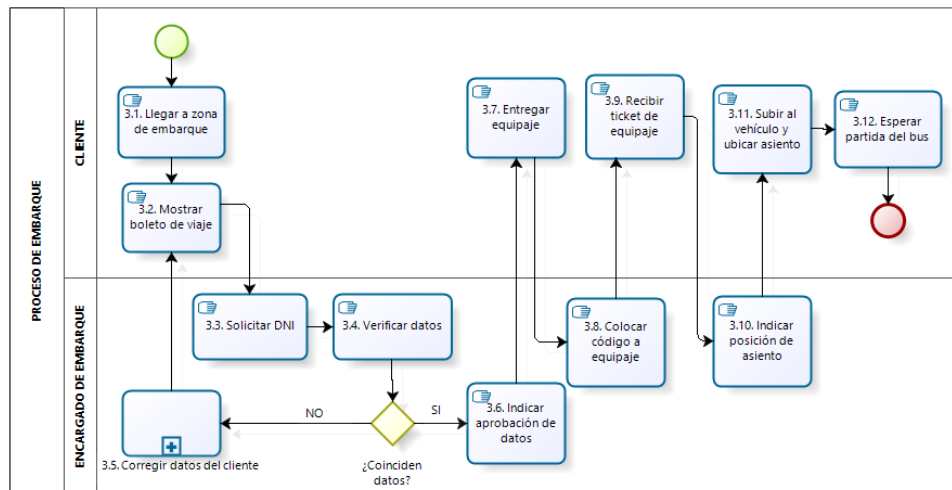 PROCESO DE EMBARQUE
CLIENTE
3.1. Llegar a zona
de embarque
3.2. Mostrar
boleto de viaje
3.7. Entregar
equipaje
3.9. Recibir
ticket de
equipaje
3.11. Subir al
vehículo y
ubicar asiento
3.12. Esperar
partida del bus
ENCARGADO DE EMBARQUE
3.3. Solicitar DNI
3.4. Verificar datos
3.8. Colocar
código a
equipaje
3.10. Indicar
posición de
asiento
NO
SI
3.6. Indicar
aprobación de
datos
3.5. Corregir datos del cliente
¿Coinciden
datos?